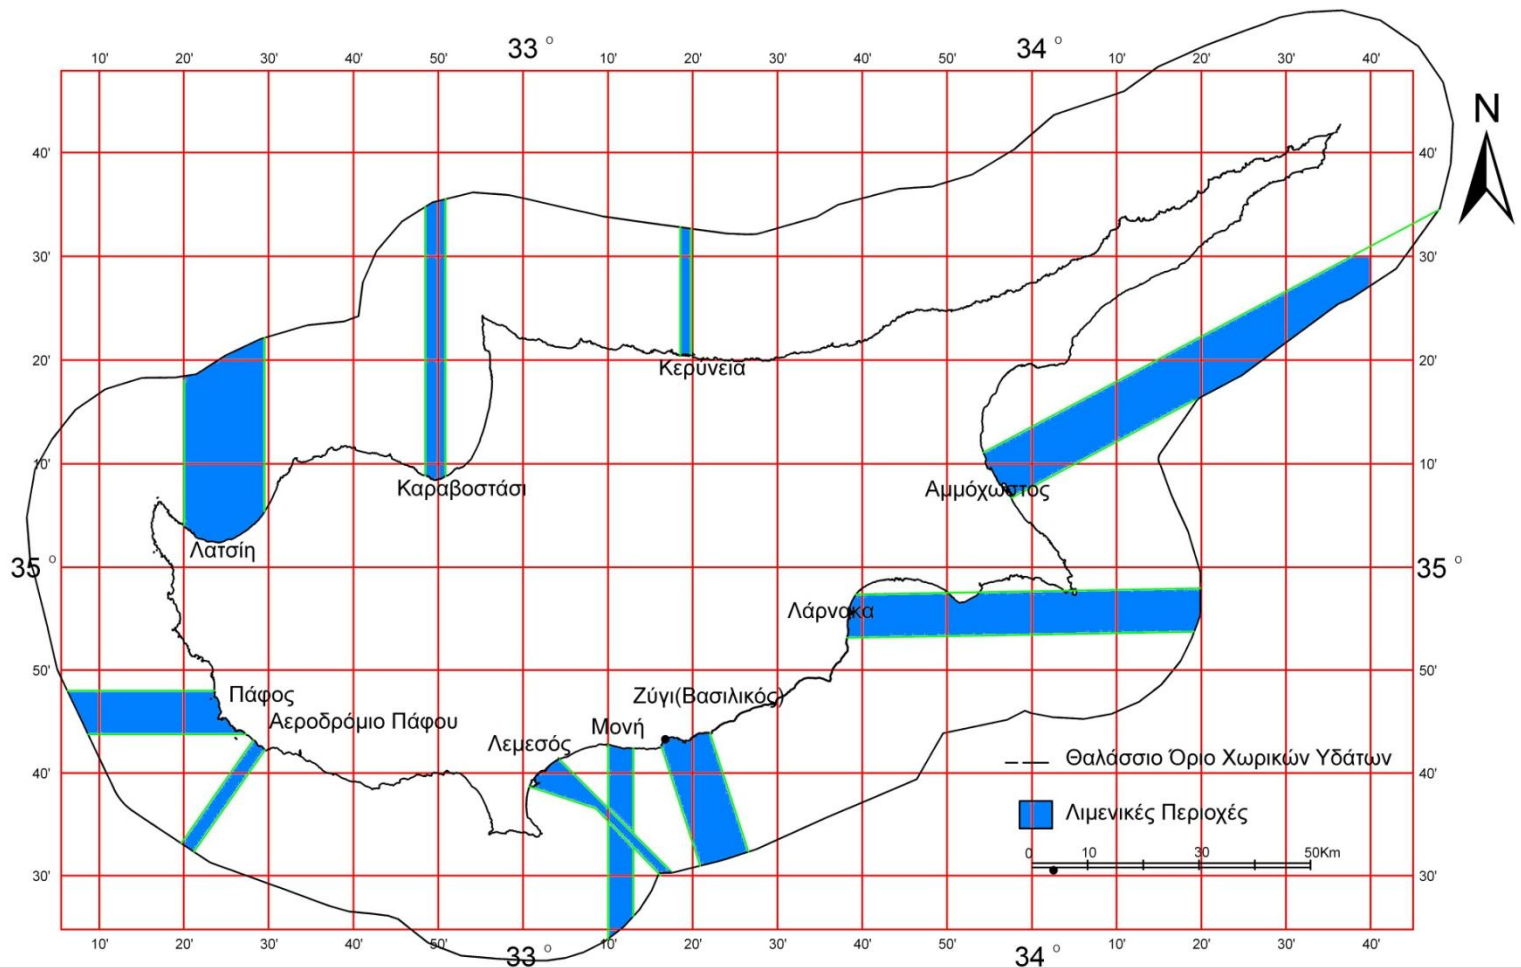 33 ° 34 °
10' 20' 30' 40' 50' 10' 20' 30' 40' 50' 10' 20' 30' 40'
N
40' 40'
30' 30'
20' 20'
Κερύνεια
10' 10'
Καραβοστάσι
Αμμόχωστος
Λατσίη
35 ° 35 °
Λάρνακα
50' 50'
Πάφος
Ζύγι(Βασιλικός)
Αεροδρόμιο Πάφου
Μονή
Λεμεσός
Θαλάσσιο Όριο Χωρικών Υδάτων
40' 40'
Λιμενικές Περιοχές
0 10 30 50Km
30' 30'
10' 20' 30' 40' 50' 10' 20' 30' 40' 50' 10' 20' 30' 40'
33 ° 34 °